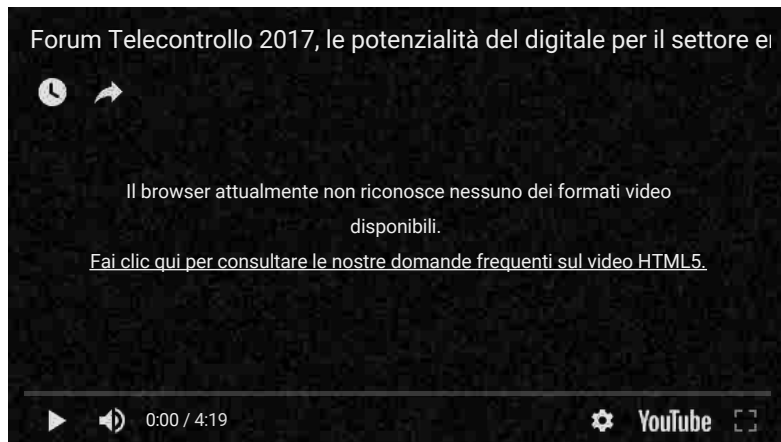 Forum Telecontrollo 2017, le potenzialità del digitale per il settore
Il browser attualmente non riconosce nessuno dei formati video
disponibili.
Fai clic qui per consultare le nostre domande frequenti sul video HTML5.
0:00 / 4:19
YouTube